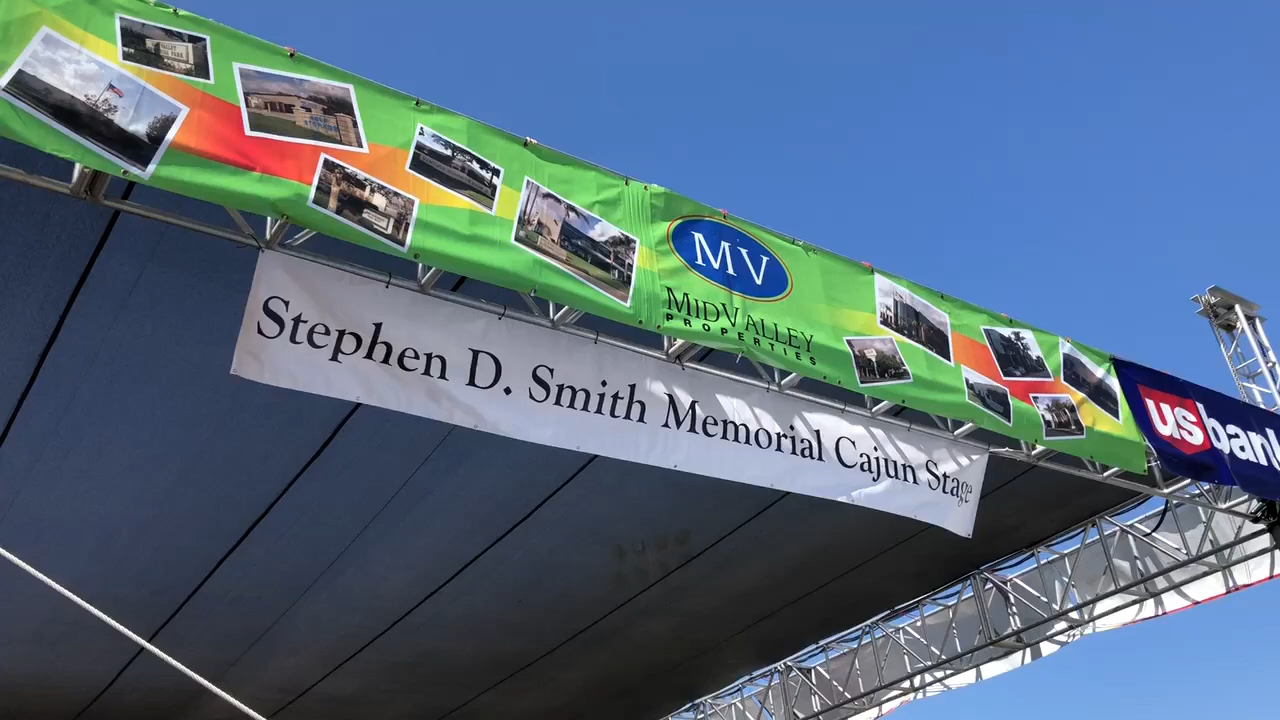 MV
MIDVALLEY
PROPERTIES
Stephen D. Smith Memorial Cajun Stage
usbank